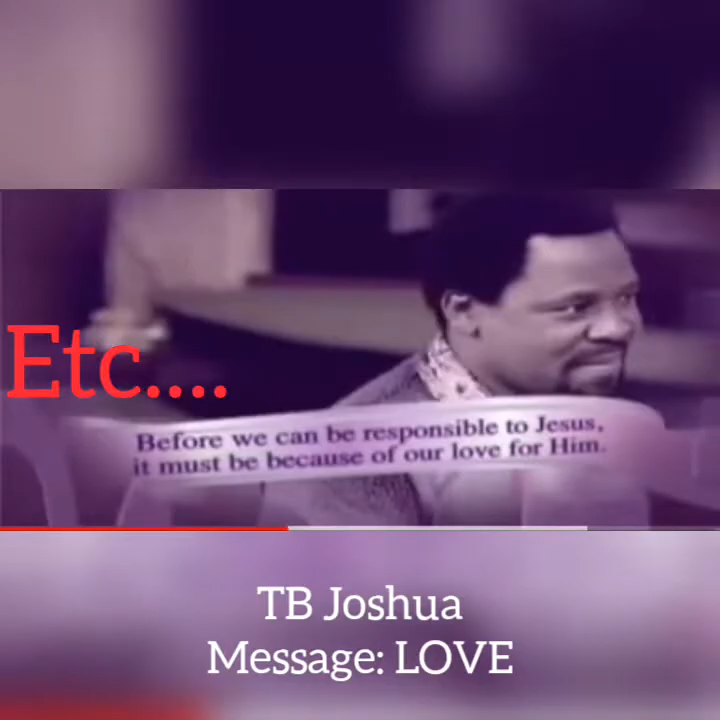 Etc....
Before we can be responsible to Jesus,
it must be because of our love for Him.
TB Joshua
Message: LOVE